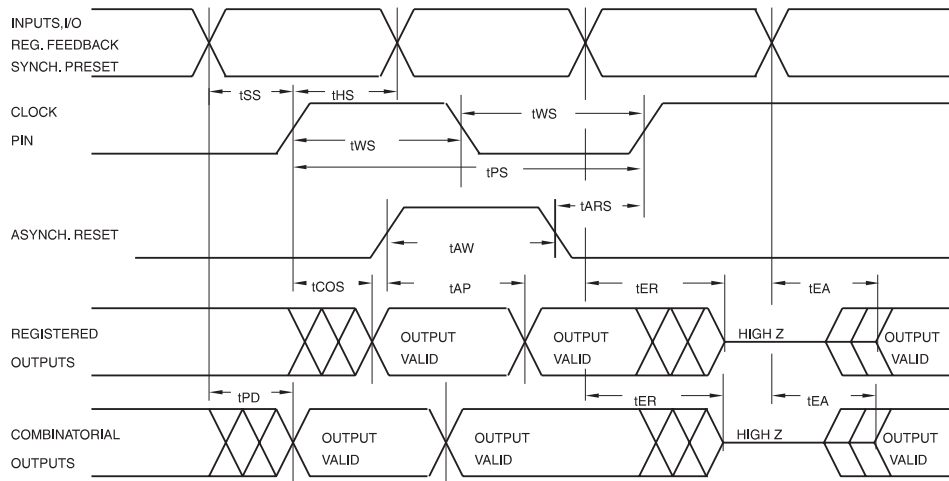 INPUTS,I/O
REG. FEEDBACK
SYNCH. PRESET
tSS
tHS
CLOCK
PIN
tWS
tWS
tPS
tARS
ASYNCH. RESET
tAW
tCOS
tAP
tER
tEA
REGISTERED
OUTPUTS
OUTPUT
VALID
OUTPUT
VALID
HIGH Z
OUTPUT
VALID
tPD
tER
tEA
COMBINATORIAL
OUTPUTS
OUTPUT
VALID
OUTPUT
VALID
HIGH Z
OUTPUT
VALID